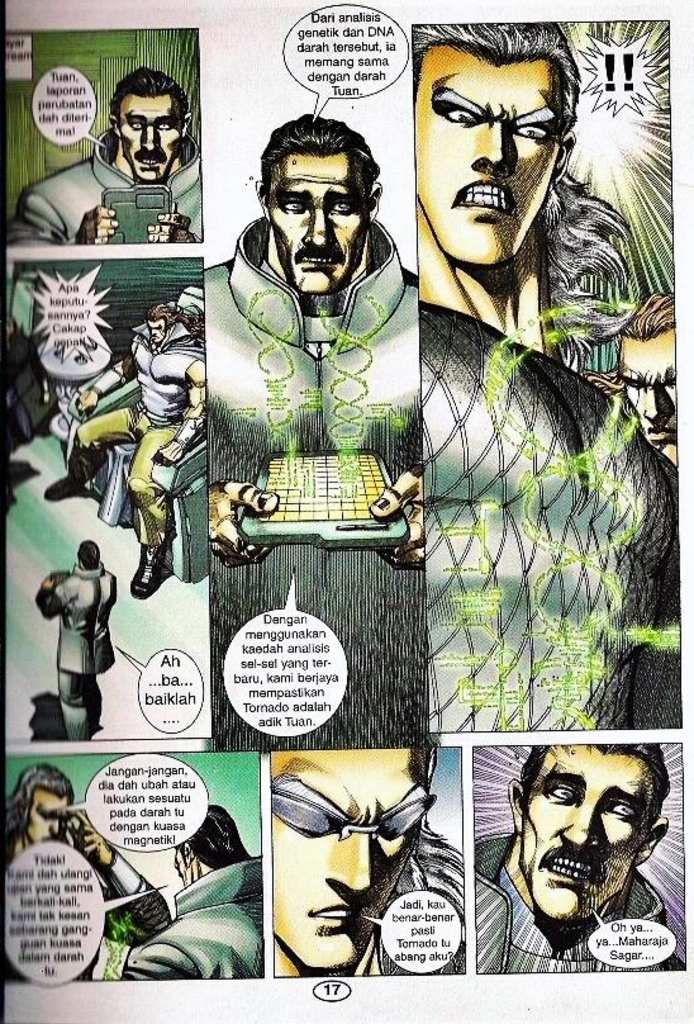 Tuan,
laporan
perubatan
dah diteri-
ma!
Dari analisis
genetik dan DNA
darah tersebut, ia
memang sama
dengan darah
Tuan.
!!
Apa
keputu-
sannya?
Cakap
cepat!
Ah
...ba...
baiklah
....
Dengan
menggunakan
kaedah analisis
sel-sel yang ter-
baru, kami berjaya
mempastikan
Tornado adalah
adik Tuan.
Jangan-jangan,
dia dah ubah atau
lakukan sesuatu
pada darah tu
dengan kuasa
magnetik!
Tidak!
dah ulang
ujian yang sama
berkali-kali,
kami tak kesan
sebarang gang-
guan kuasa
dalam darah
tu.
Jadi, aku
benar-benar
pasti
Tornado tu
abang aku?
Oh ya...
ya...Maharaja
Sagar....
17